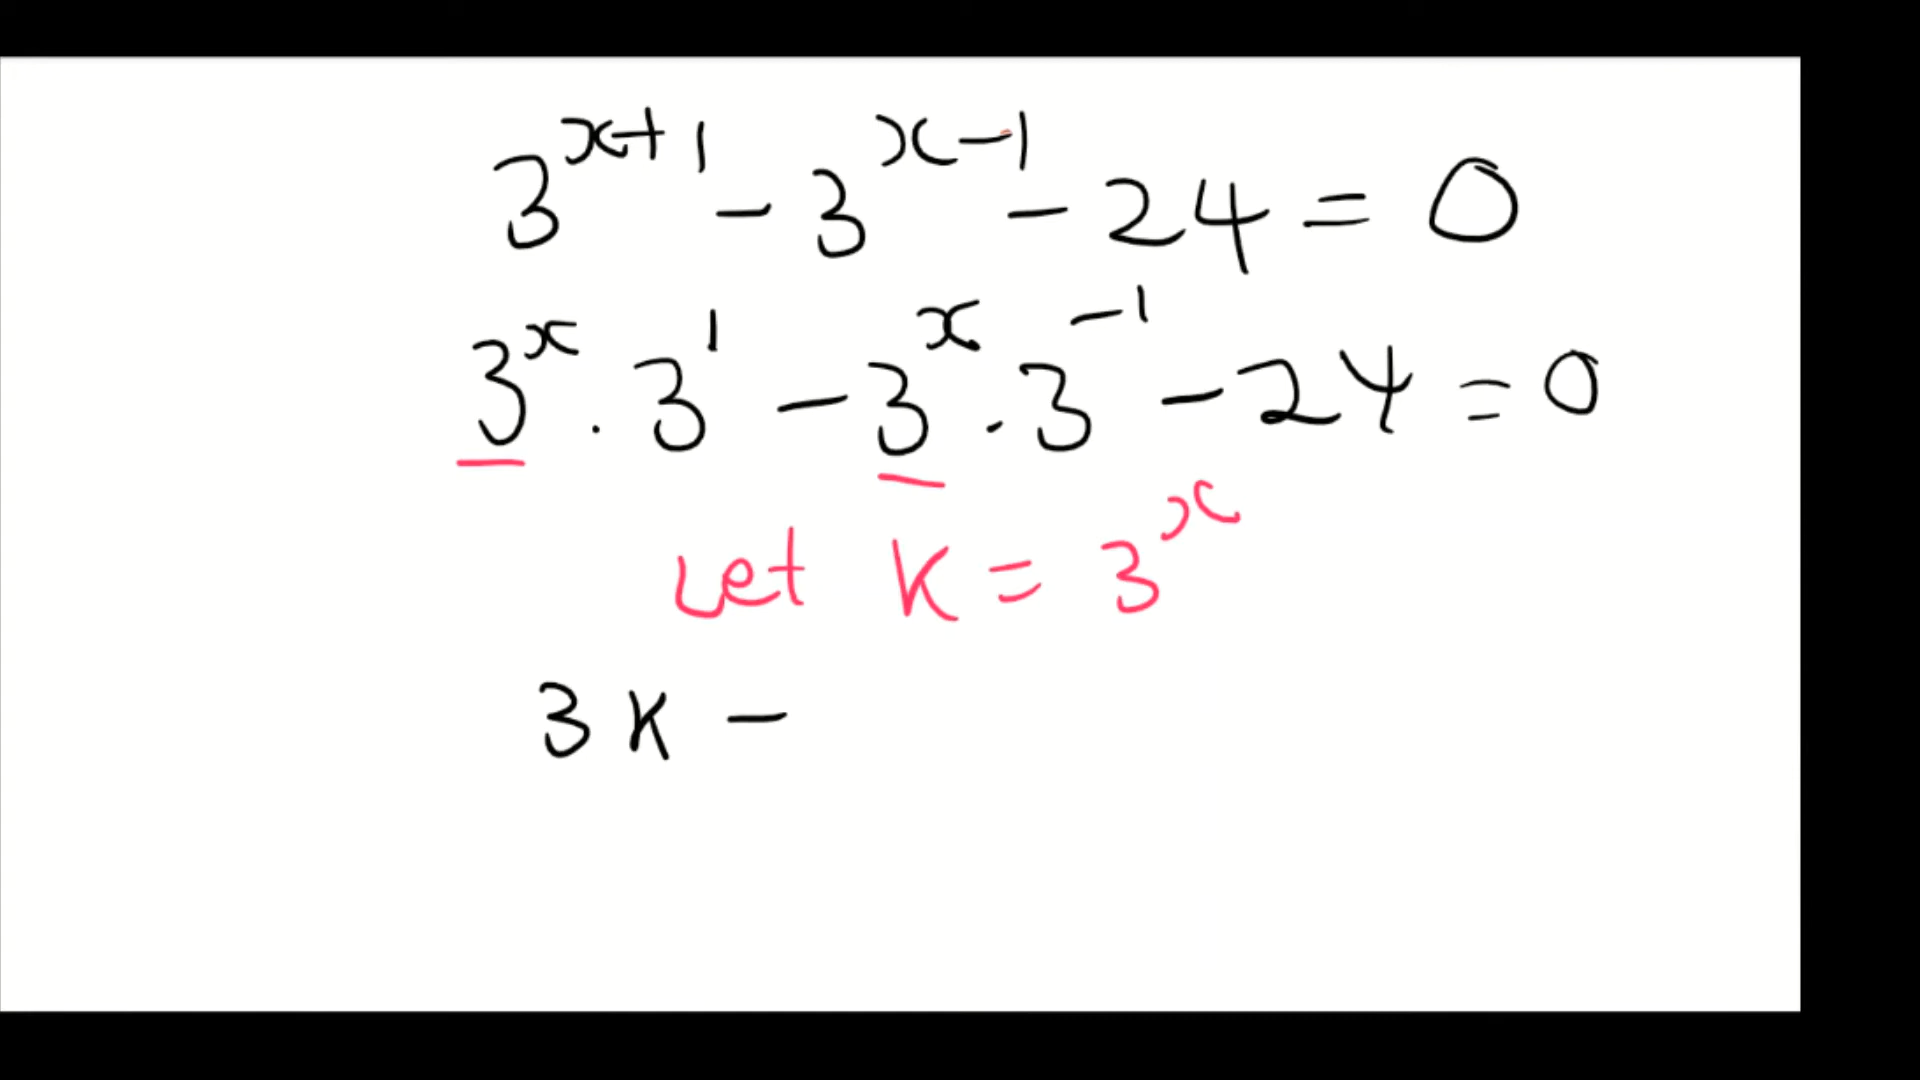 3^{x+1} - 3^{x-1} - 24 = 0
3^x . 3^1 - 3^x . 3^{-1} - 24 = 0
Let K = 3^x
3K -